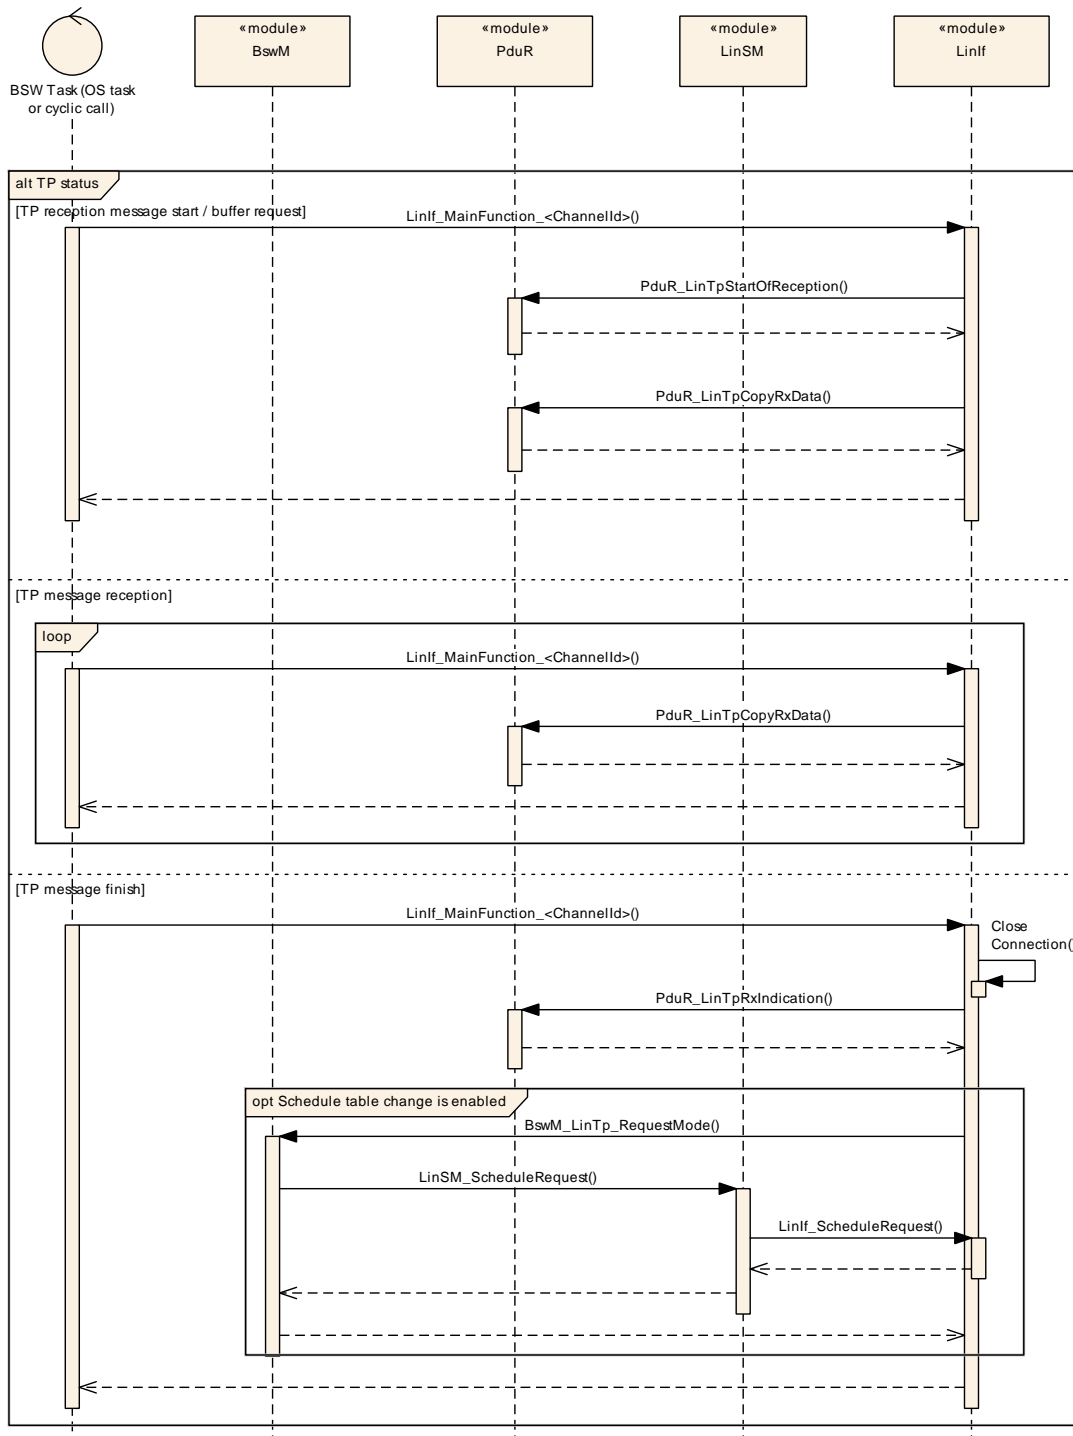 «module»
BswM
«module»
PduR
«module»
LinSM
«module»
LinIf
BSW Task (OS task
or cyclic call)
alt TP status
[TP reception message start / buffer request]
LinIf_MainFunction_<ChannelId>()
PduR_LinTpStartOfReception()
PduR_LinTpCopyRxData()
[TP message reception]
loop
LinIf_MainFunction_<ChannelId>()
PduR_LinTpCopyRxData()
[TP message finish]
LinIf_MainFunction_<ChannelId>()
Close
Connection()
PduR_LinTpRxIndication()
opt Schedule table change is enabled
BswM_LinTp_RequestMode()
LinSM_ScheduleRequest()
LinIf_ScheduleRequest()